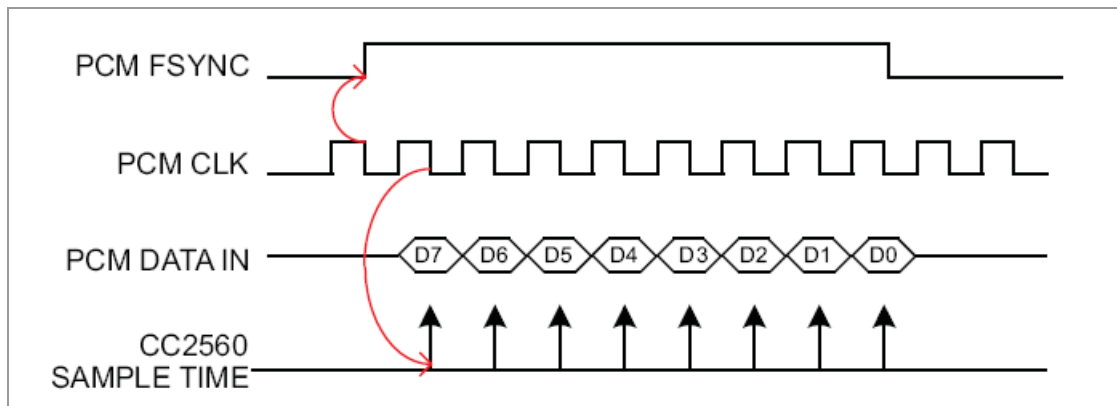 PCM FSYNC
PCM CLK
PCM DATA IN
D7 D6 D5 D4 D3 D2 D1 D0
CC2560
SAMPLE TIME